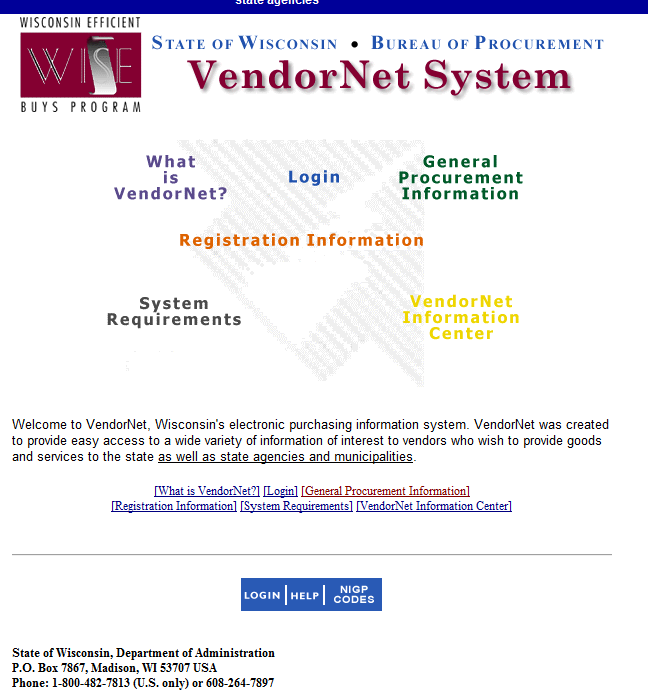 state agencies
WISCONSIN EFFICIENT
WISE
BUYS PROGRAM
STATE OF WISCONSIN • BUREAU OF PROCUREMENT
VENDORNET SYSTEM
What
is
VendorNet?
Login
General
Procurement
Information
Registration Information
System
Requirements
VendorNet
Information
Center
Welcome to VendorNet, Wisconsin's electronic purchasing information system. VendorNet was created
to provide easy access to a wide variety of information of interest to vendors who wish to provide goods
and services to the state as well as state agencies and municipalities.
[What is VendorNet?] [Login] [General Procurement Information]
[Registration Information] [System Requirements] [VendorNet Information Center]
LOGIN | HELP | NIGP CODES
State of Wisconsin, Department of Administration
P.O. Box 7867, Madison, WI 53707 USA
Phone: 1-800-482-7813 (U.S. only) or 608-264-7897